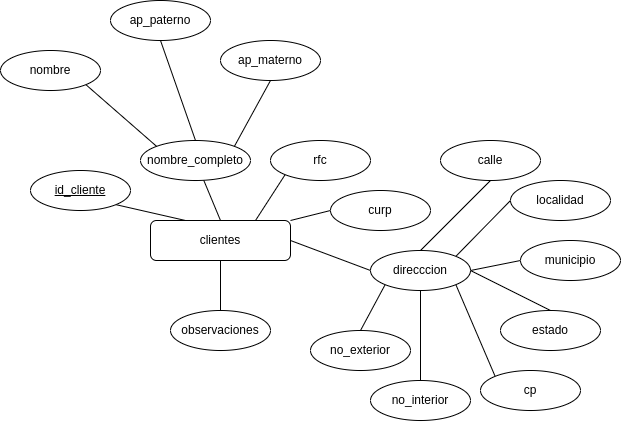 ap_paterno
ap_materno
nombre
nombre_completo
rfc
calle
id_cliente
localidad
curp
clientes
municipio
direcccion
observaciones
estado
no_exterior
cp
no_interior